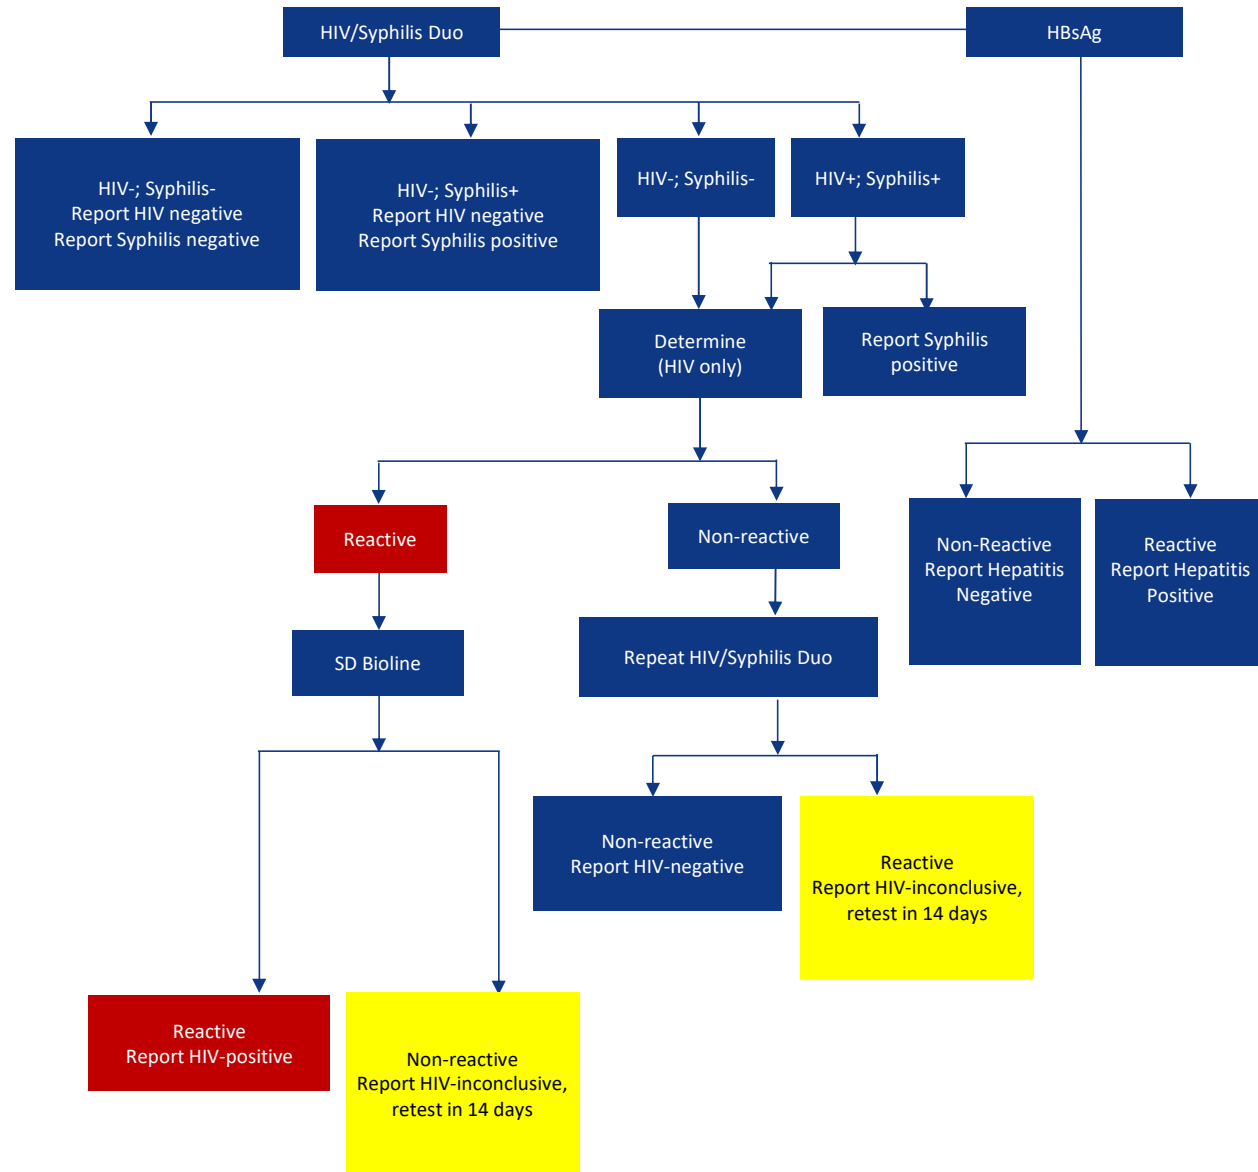 HIV/Syphilis Duo
HBsAg
HIV-; Syphilis-
Report HIV negative
Report Syphilis negative
HIV-; Syphilis+
Report HIV negative
Report Syphilis positive
HIV-; Syphilis-
HIV+; Syphilis+
Determine
(HIV only)
Report Syphilis
positive
Reactive
Non-reactive
Non-Reactive
Report Hepatitis
Negative
Reactive
Report Hepatitis
Positive
SD Bioline
Repeat HIV/Syphilis Duo
Non-reactive
Report HIV-negative
Reactive
Report HIV-inconclusive,
retest in 14 days
Reactive
Report HIV-positive
Non-reactive
Report HIV-inconclusive,
retest in 14 days